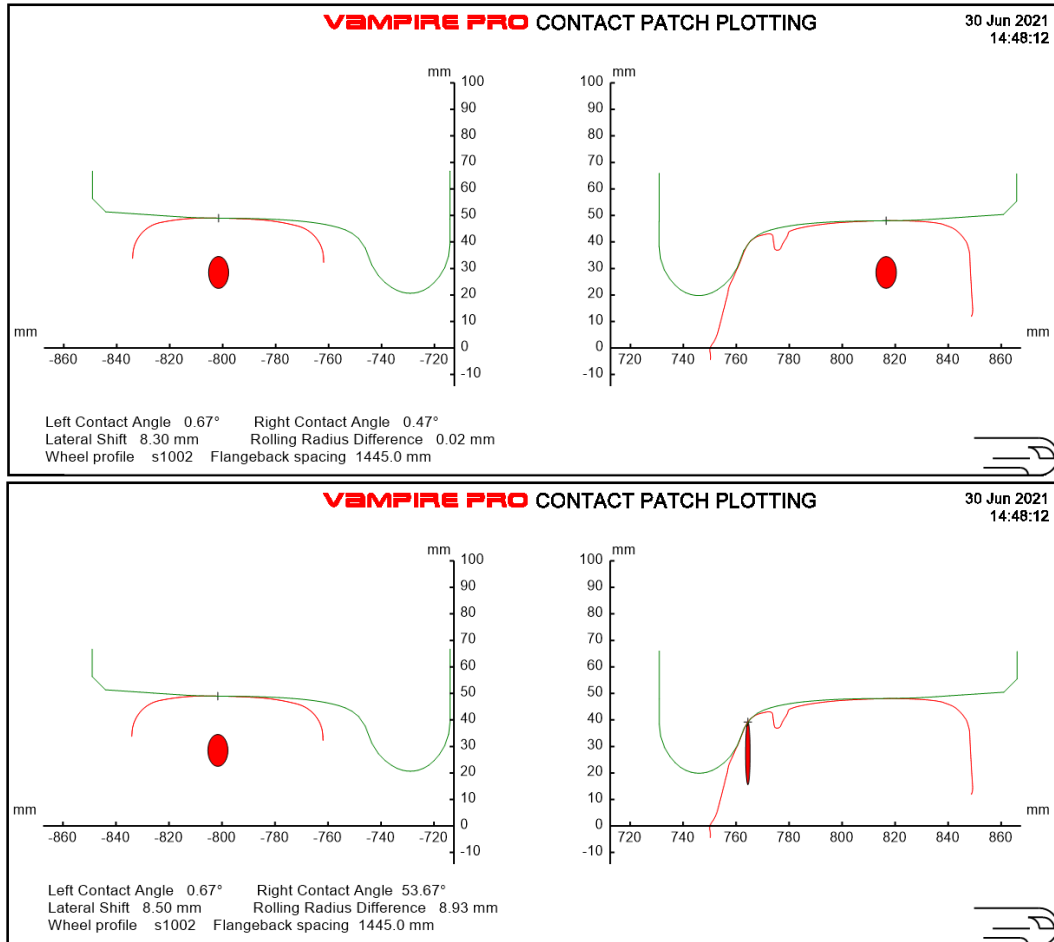 VAMPIRE PRO CONTACT PATCH PLOTTING
30 Jun 2021
14:48:12
mm
100
90
80
70
60
50
40
30
20
10
0
-10
mm
-860 -840 -820 -800 -780 -760 -740 -720
mm
100
90
80
70
60
50
40
30
20
10
0
-10
mm
720 740 760 780 800 820 840 860
Left Contact Angle 0.67° Right Contact Angle 0.47°
Lateral Shift 8.30 mm Rolling Radius Difference 0.02 mm
Wheel profile s1002 Flangeback spacing 1445.0 mm
VAMPIRE PRO CONTACT PATCH PLOTTING
30 Jun 2021
14:48:12
mm
100
90
80
70
60
50
40
30
20
10
0
-10
mm
-860 -840 -820 -800 -780 -760 -740 -720
mm
100
90
80
70
60
50
40
30
20
10
0
-10
mm
720 740 760 780 800 820 840 860
Left Contact Angle 0.67° Right Contact Angle 53.67°
Lateral Shift 8.50 mm Rolling Radius Difference 8.93 mm
Wheel profile s1002 Flangeback spacing 1445.0 mm